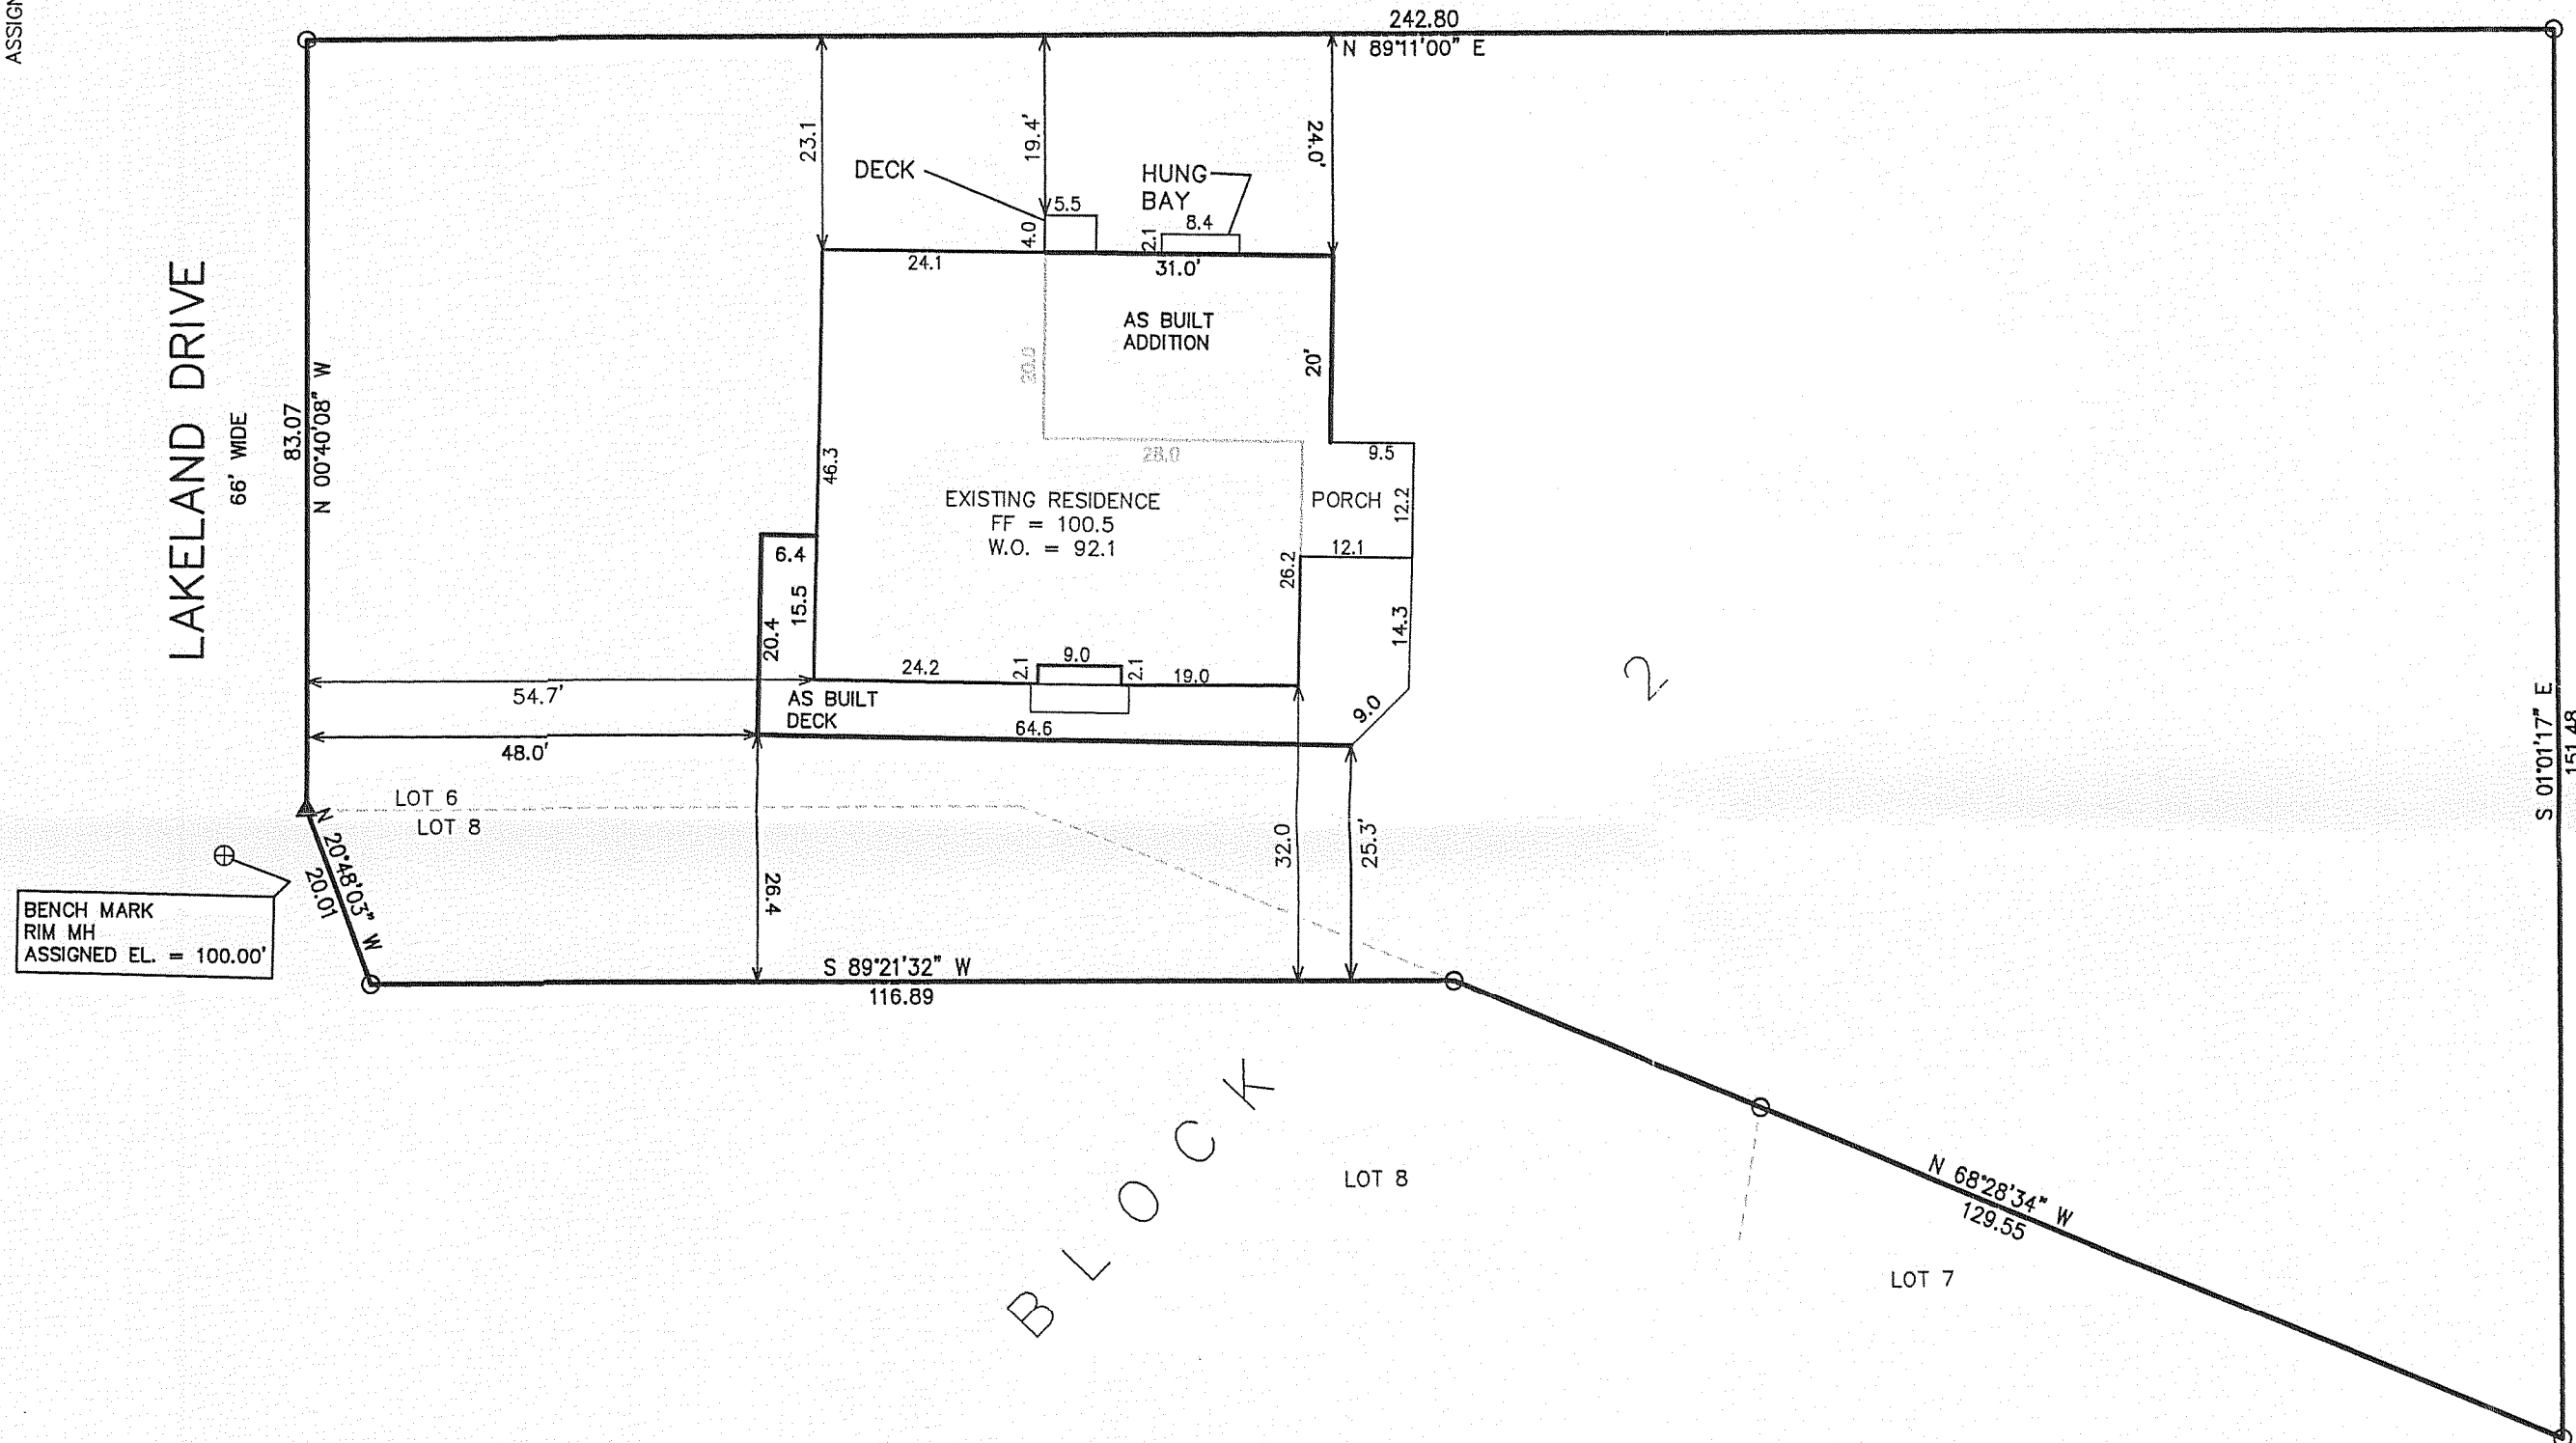 ASSIGN
242.80
N 89°11'00" E
23.1
19.4'
24.0'
DECK
HUNG
BAY
5.5
8.4
4.0
2.1
24.1
31.0'
LAKELAND DRIVE
66' WIDE
83.07
N 00°40'08" W
AS BUILT
ADDITION
20.0
20'
28.0
9.5
46.3
EXISTING RESIDENCE
FF = 100.5
W.O. = 92.1
PORCH
12.2
12.1
6.4
15.5
20.4
26.2
14.3
24.2
2.1
9.0
2.1
19.0
54.7'
AS BUILT
DECK
64.6
9.0
48.0'
2
S 01°01'17" E
151.48
LOT 6
LOT 8
N 20°48'03" W
20.01
26.4
32.0
25.3'
BENCH MARK
RIM MH
ASSIGNED EL. = 100.00'
S 89°21'32" W
116.89
BLOCK
LOT 8
N 68°28'34" W
129.55
LOT 7